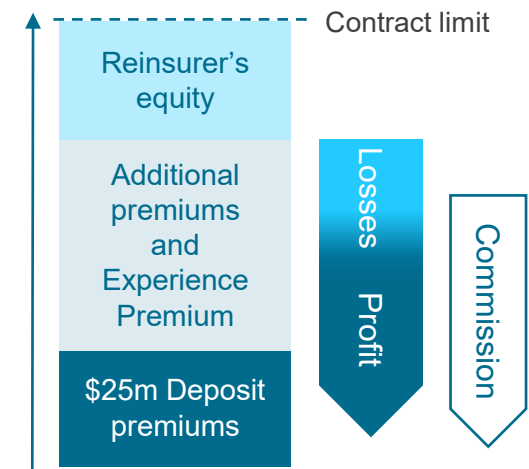 Contract limit
Reinsurer's
equity
Additional
premiums
and
Experience
Premium
$25m Deposit
premiums
Losses Profit
Commission